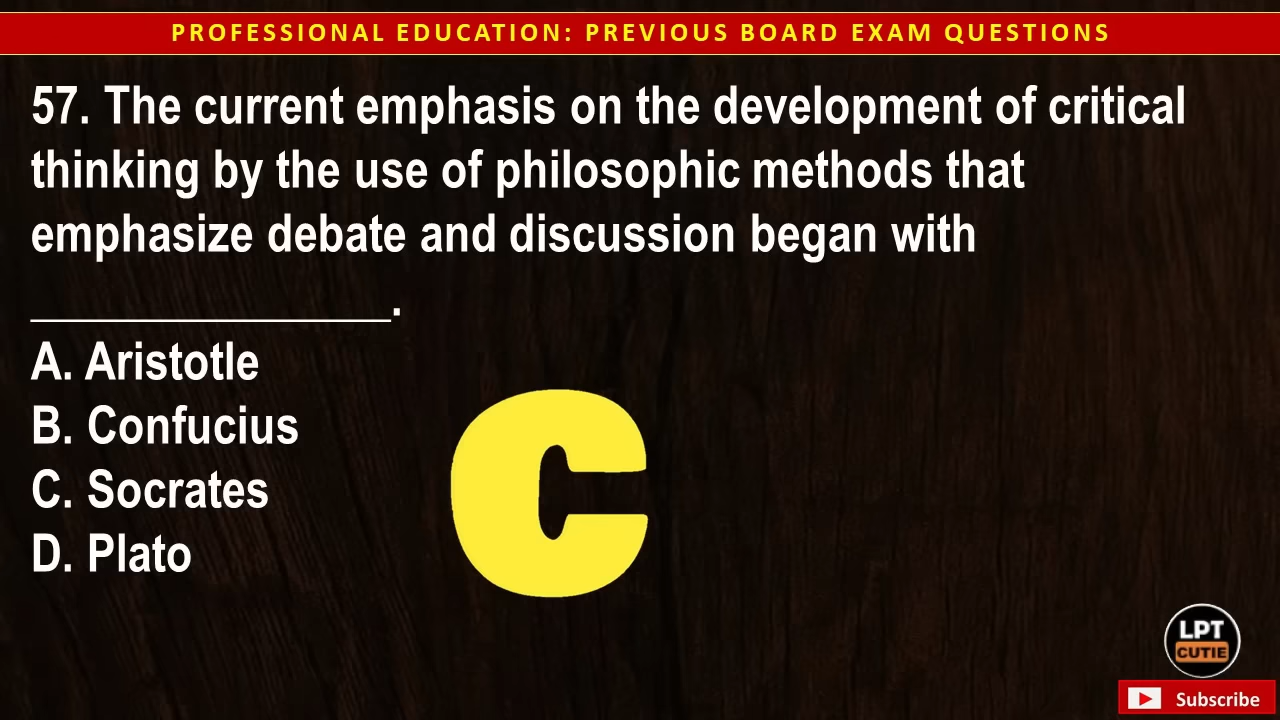 PROFESSIONAL EDUCATION: PREVIOUS BOARD EXAM QUESTIONS
57. The current emphasis on the development of critical
thinking by the use of philosophic methods that
emphasize debate and discussion began with
______________.
A. Aristotle
B. Confucius
C. Socrates
D. Plato
C
LPT
CUTIE
Subscribe